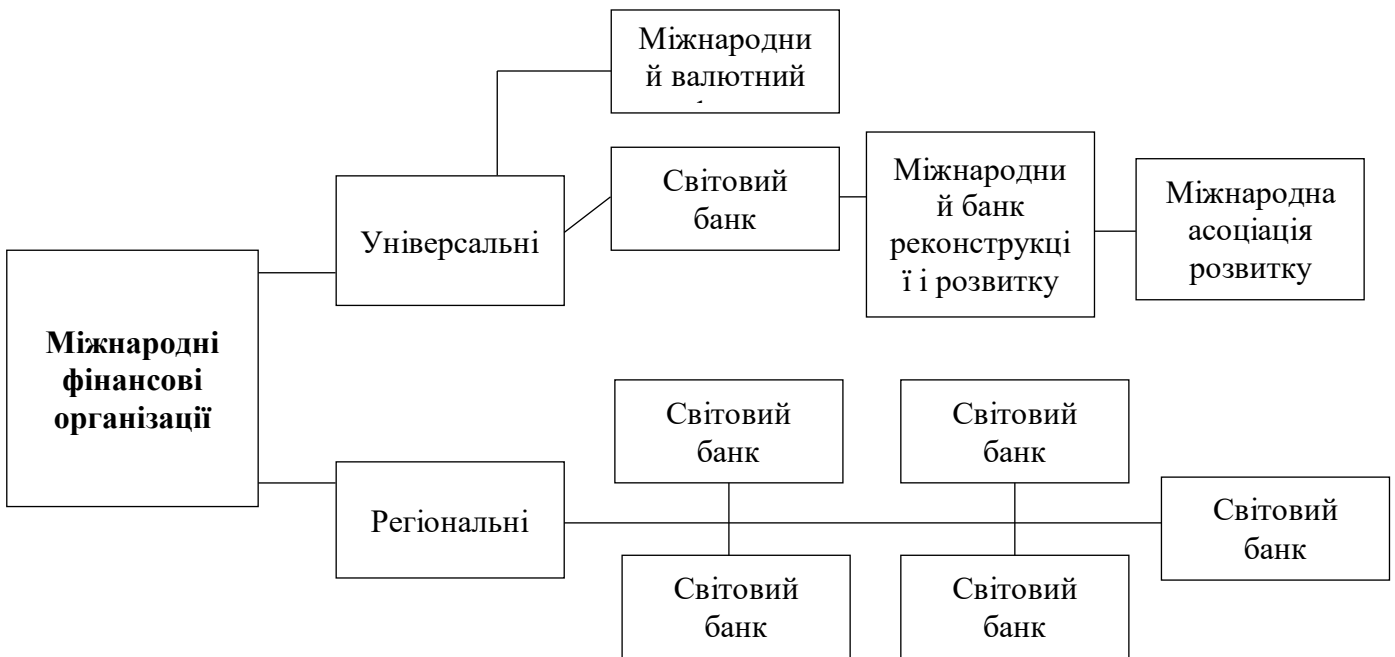 Міжнародни
й валютний
Світовий
банк
Міжнародни
й банк
реконструкці
ї і розвитку
Міжнародна
асоціація
розвитку
Універсальні
Міжнародні
фінансові
організації
Регіональні
Світовий
банк
Світовий
банк
Світовий
банк
Світовий
банк
Світовий
банк